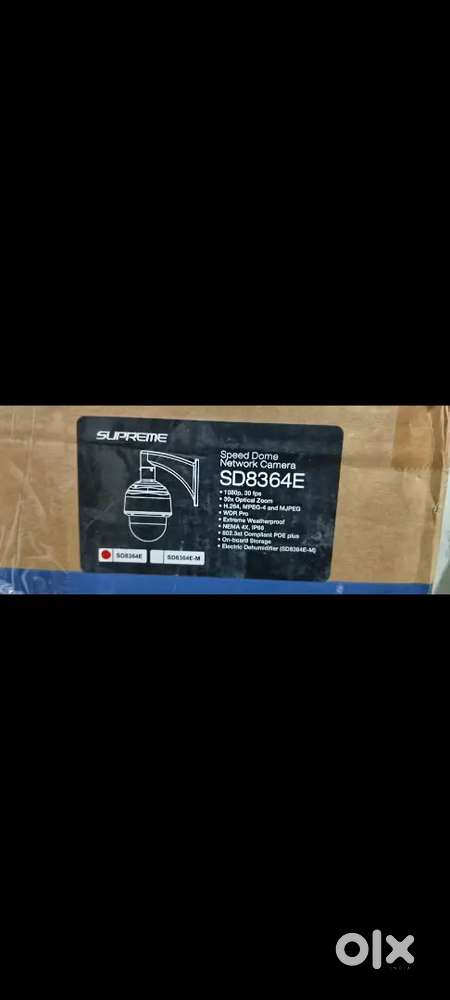 SUPREME
Speed Dome
Network Camera
SD8364E
• 1080p, 30 fps
• 30x Optical Zoom
• H.264, MPEG-4 and MJPEG
• WDR Pro
• Extreme Weatherproof
• NEMA 4X, IP66
• 802.3at Compliant POE plus
• On-board Storage
• Electric Dehumidifier (SD8364E-M)
SD8364E
SD8364E-M
olx
INDIA